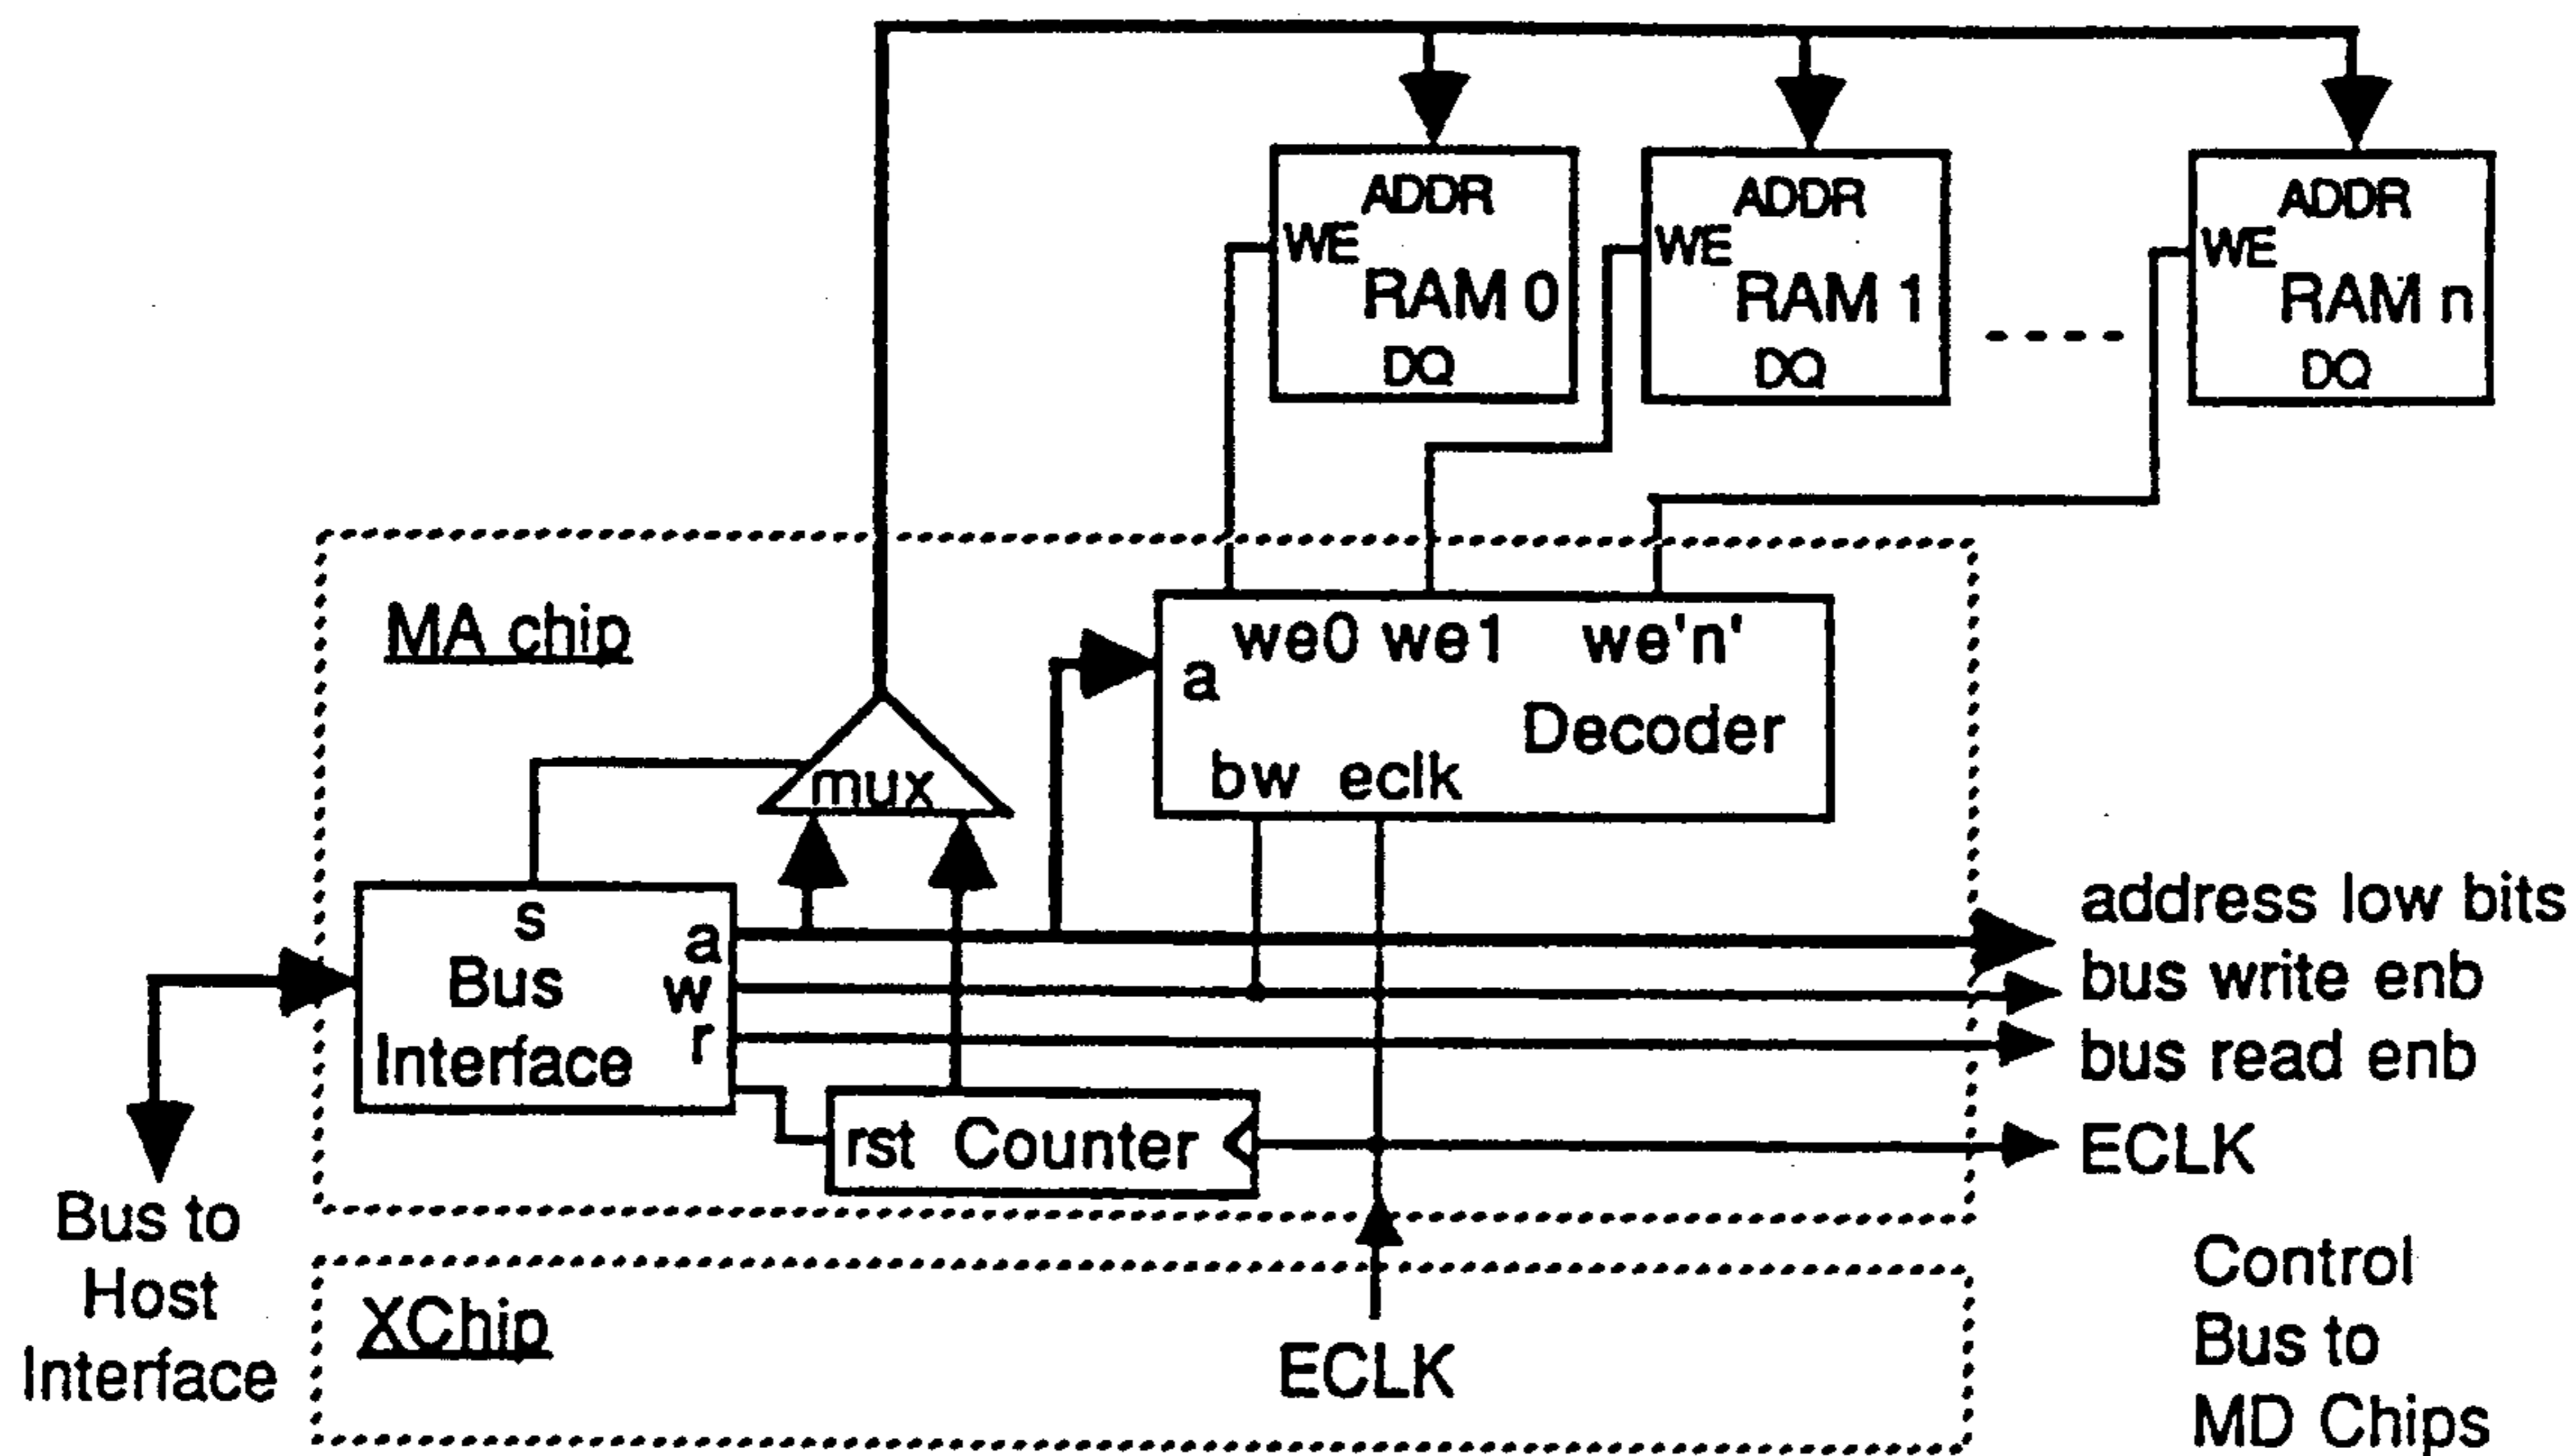 ADDR
WE
RAM 0
DQ
ADDR
WE
RAM 1
DQ
ADDR
WE
RAM n
DQ
MA chip
we0 we1 we'n'
a
Decoder
bw eclk
mux
s
a
Bus
w
Interface
r
rst Counter
address low bits
bus write enb
bus read enb
ECLK
Bus to
Host
Interface
XChip
ECLK
Control
Bus to
MD Chips